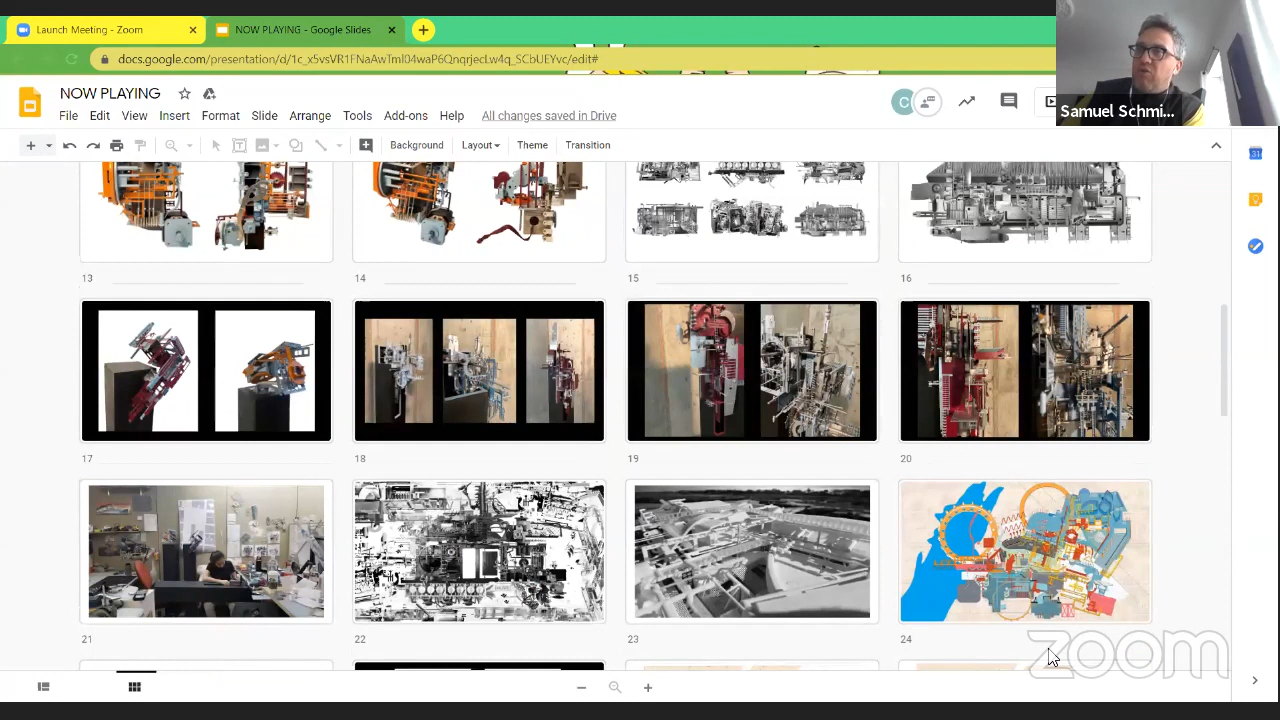 Launch Meeting - Zoom
NOW PLAYING - Google Slides
docs.google.com/presentation/d/1c_x5vsVR1FNaAwTml04waP6QnqrjecLw4q_SCbUEYvc/edit#
Samuel Schmi...
NOW PLAYING
File Edit View Insert Format Slide Arrange Tools Add-ons Help All changes saved in Drive
C
Background Layout Theme Transition
31
13 14 15 16
17 18 19 20
21 22 23 24
zoom